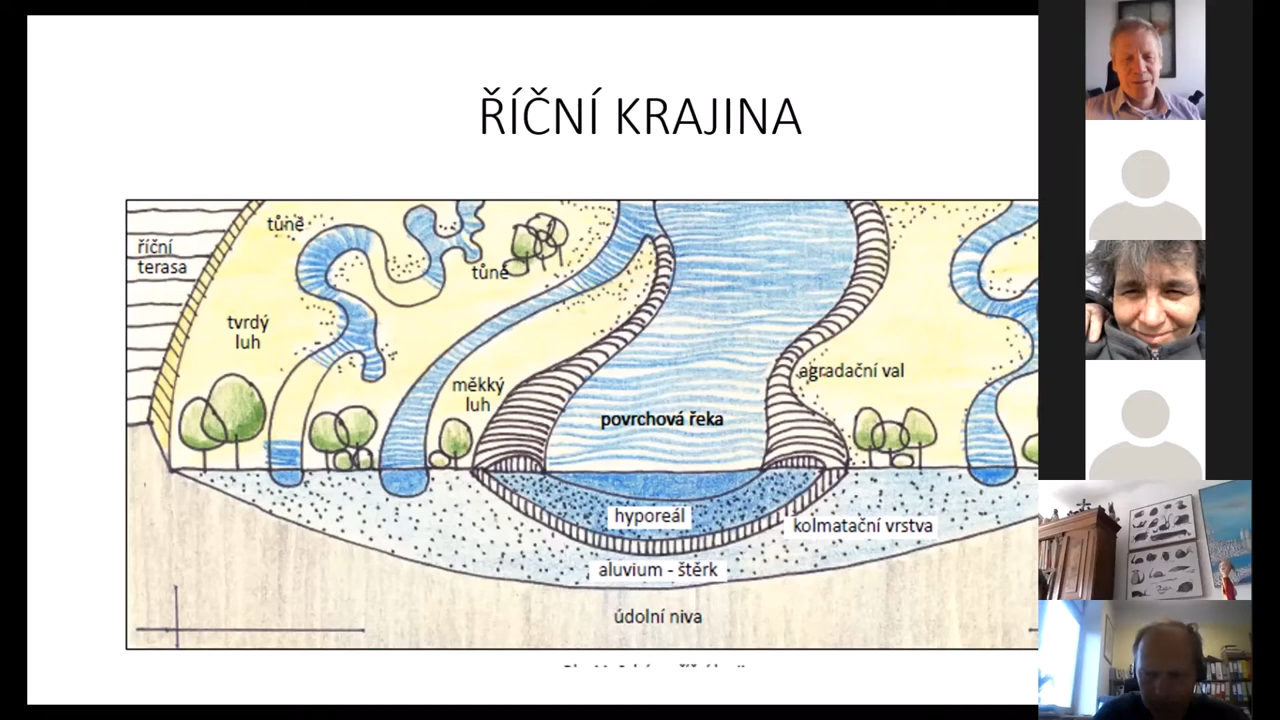 ŘÍČNÍ KRAJINA
tůně
říční
terasa
tůně
tvrdý
luh
měkký
luh
agradační val
povrchová řeka
hyporeál
kolmatační vrstva
aluvium - štěrk
údolní niva